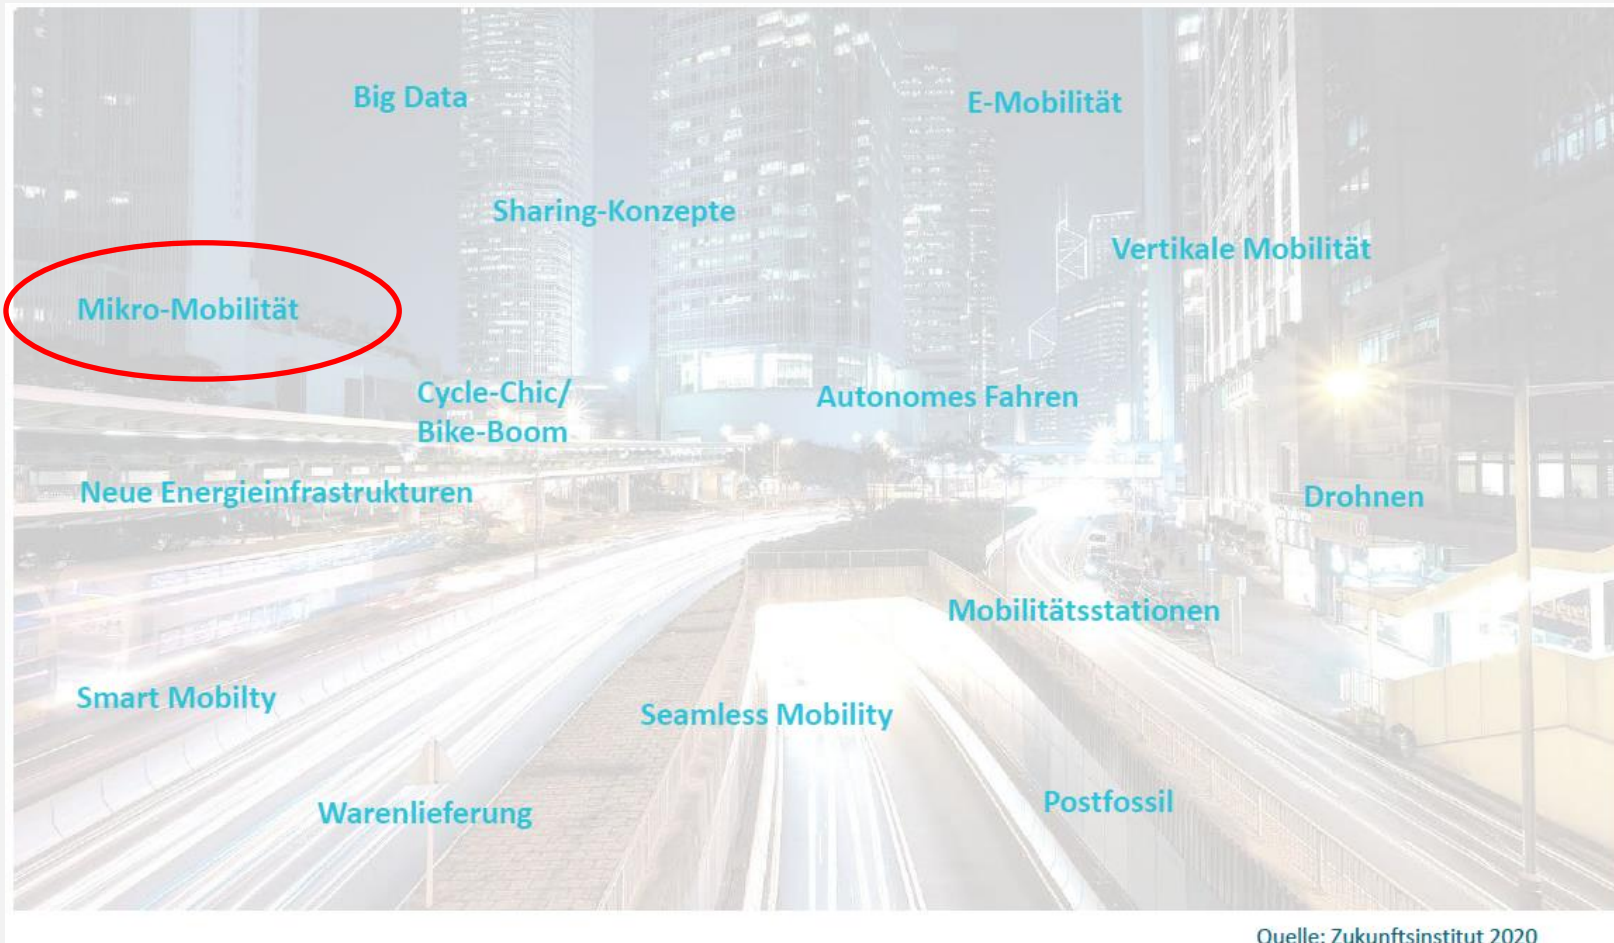 Big Data
E-Mobilität
Sharing-Konzepte
Vertikale Mobilität
Mikro-Mobilität
Cycle-Chic/
Bike-Boom
Autonomes Fahren
Neue Energieinfrastrukturen
Drohnen
Mobilitätsstationen
Smart Mobilty
Seamless Mobility
Postfossil
Warenlieferung
Quelle: Zukunftsinstitut 2020